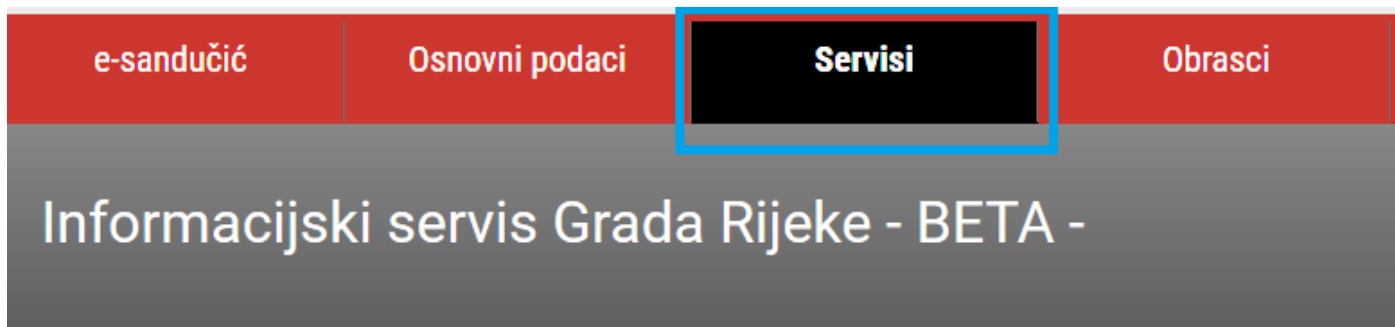 e-sandučić Osnovni podaci Servisi Obrasci
Informacijski servis Grada Rijeke - BETA -